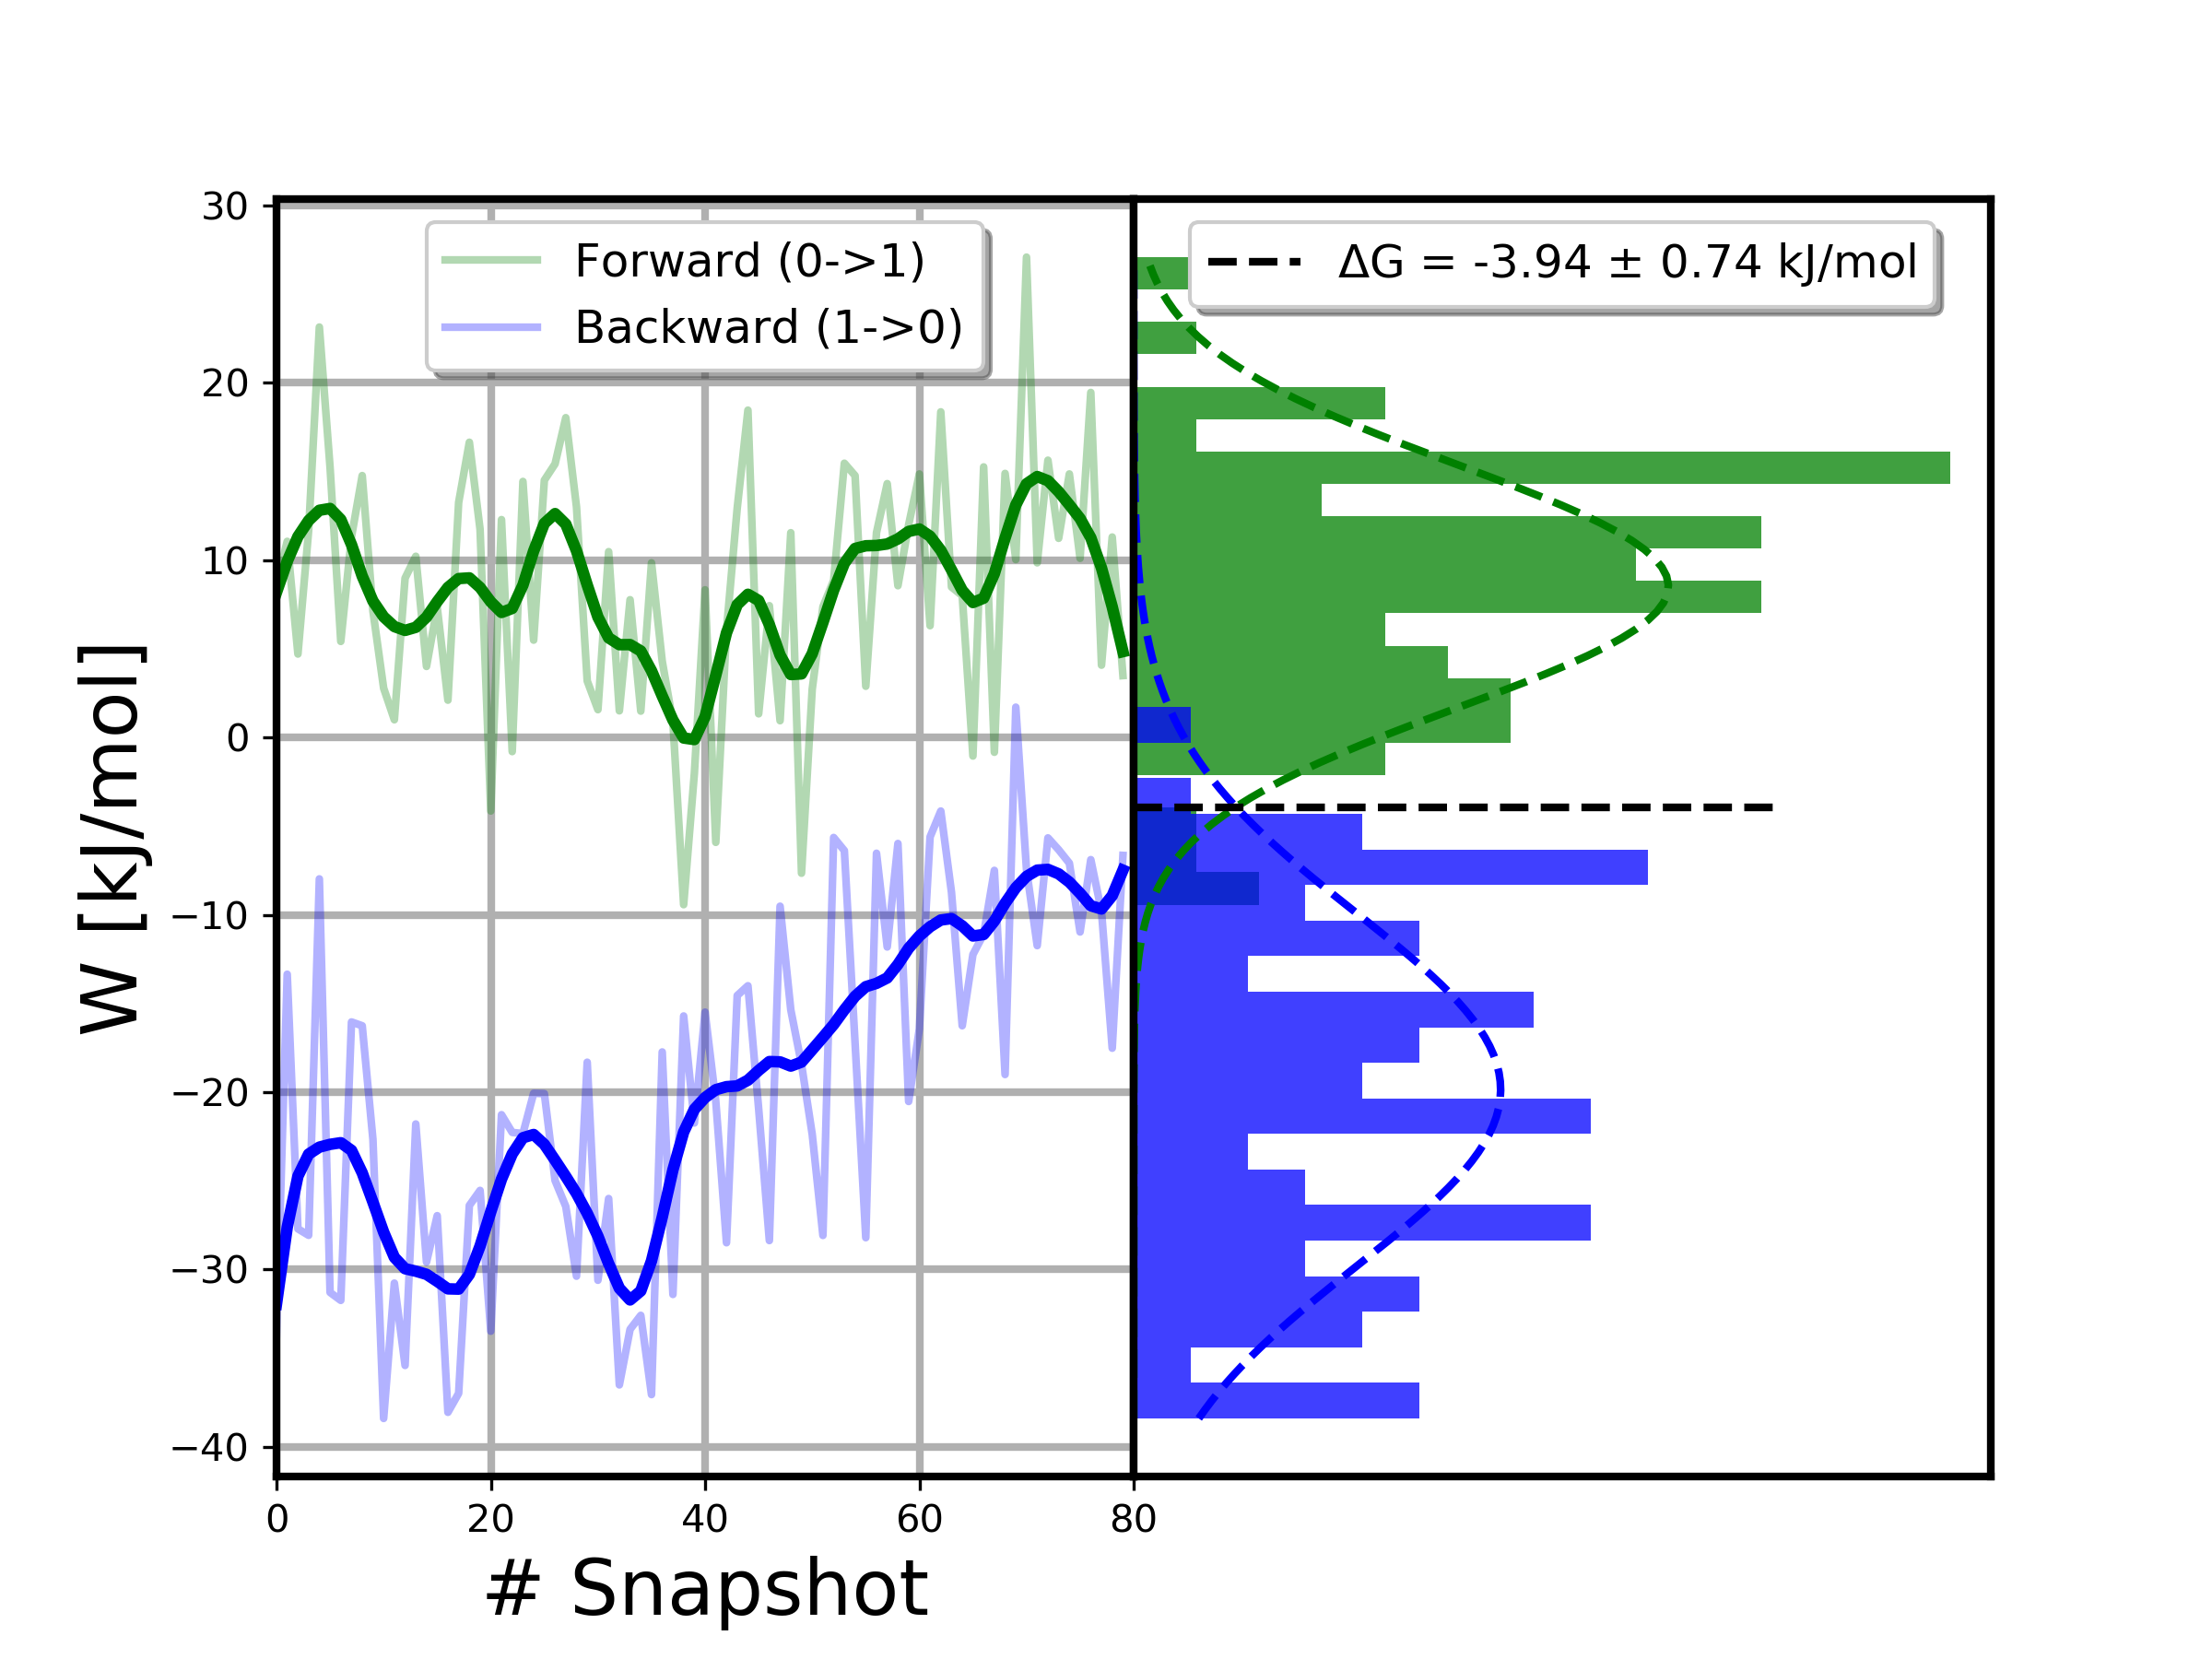 Forward (0->1)
Backward (1->0)
ΔG = -3.94 ± 0.74 kJ/mol
W [kJ/mol]
30
20
10
0
−10
−20
−30
−40
0 20 40 60 80
# Snapshot